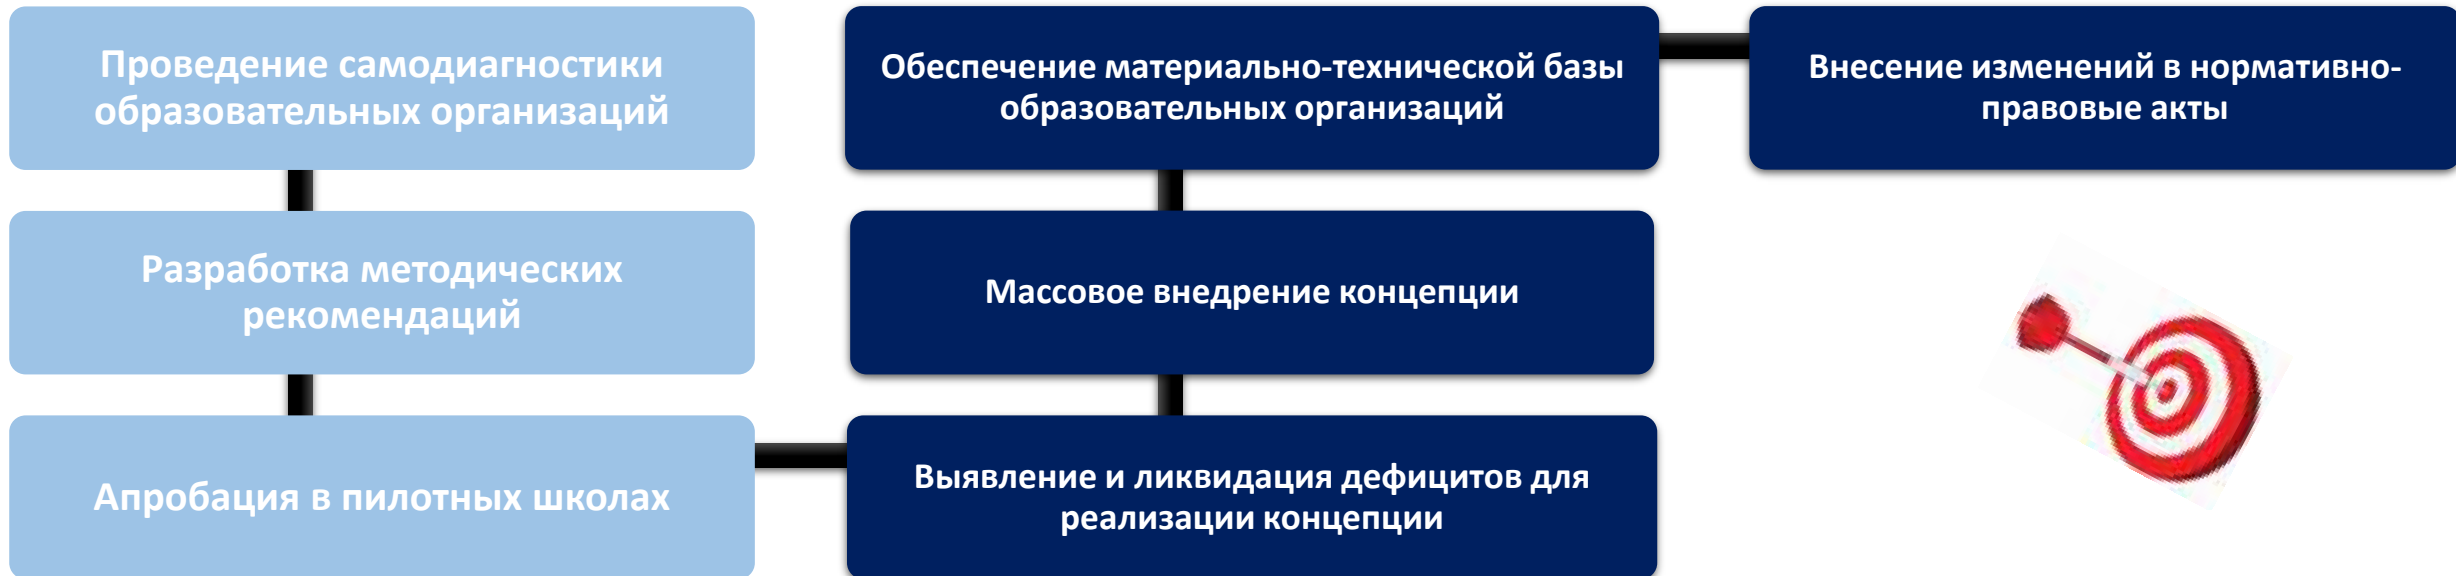 Проведение самодиагностики
образовательных организаций
Разработка методических
рекомендаций
Апробация в пилотных школах
Выявление и ликвидация дефицитов для
реализации концепции
Массовое внедрение концепции
Обеспечение материально-технической базы
образовательных организаций
Внесение изменений в нормативно-
правовые акты